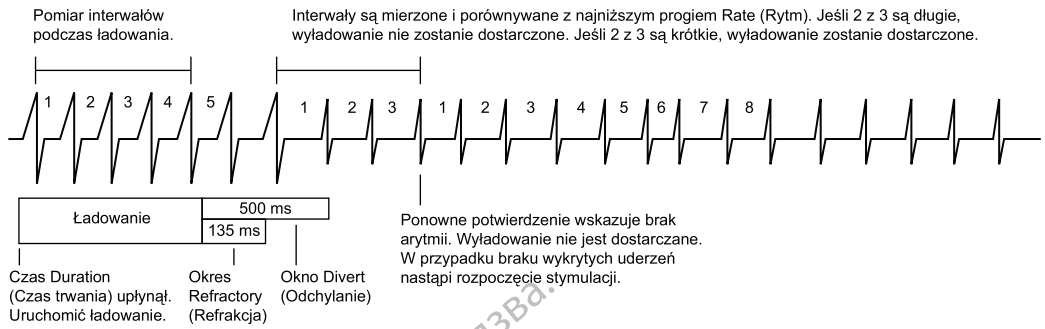 Pomiar interwałów
podczas ładowania.
Interwały są mierzone i porównywane z najniższym progiem Rate (Rytm). Jeśli 2 z 3 są długie,
wyładowanie nie zostanie dostarczone. Jeśli 2 z 3 są krótkie, wyładowanie zostanie dostarczone.
1 2 3 4 5 1 2 3 1 2 3 4 5 6 7 8
Ładowanie
500 ms
135 ms
Czas Duration
(Czas trwania) upłynął.
Uruchomić ładowanie.
Okres
Refractory
(Refrakcja)
Okno Divert
(Odchylanie)
Ponowne potwierdzenie wskazuje brak
arytmii. Wyładowanie nie jest dostarczane.
W przypadku braku wykrytych uderzeń
nastąpi rozpoczęcie stymulacji.